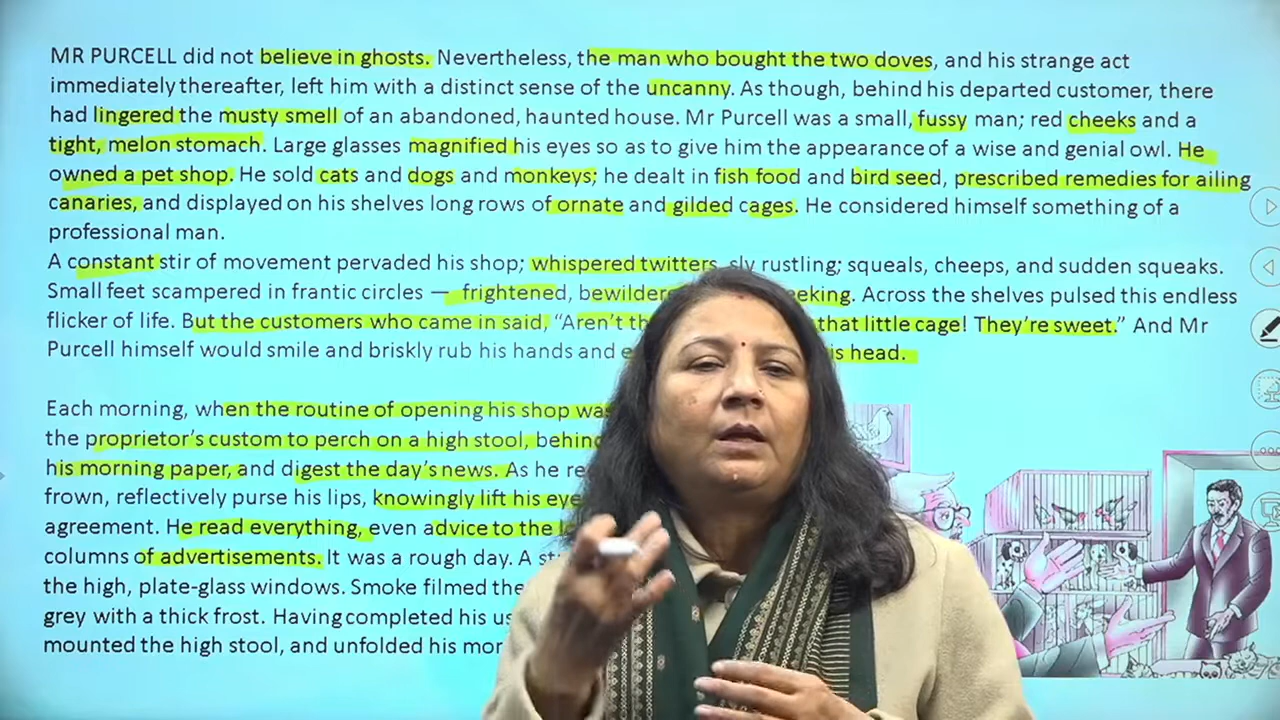 MR PURCELL did not believe in ghosts. Nevertheless, the man who bought the two doves, and his strange act
immediately thereafter, left him with a distinct sense of the uncanny. As though, behind his departed customer, there
had lingered the musty smell of an abandoned, haunted house. Mr Purcell was a small, fussy man; red cheeks and a
tight, melon stomach. Large glasses magnified his eyes so as to give him the appearance of a wise and genial owl. He
owned a pet shop. He sold cats and dogs and monkeys; he dealt in fish food and bird seed, prescribed remedies for ailing
canaries, and displayed on his shelves long rows of ornate and gilded cages. He considered himself something of a
professional man.
A constant stir of movement pervaded his shop; whispered twitters, sly rustling; squeals, cheeps, and sudden squeaks.
Small feet scampered in frantic circles — frightened, bewildere eeking. Across the shelves pulsed this endless
flicker of life. But the customers who came in said, “Aren’t th that little cage! They’re sweet.” And Mr
Purcell himself would smile and briskly rub his hands and e is head.
Each morning, when the routine of opening his shop was
the proprietor’s custom to perch on a high stool, behind
his morning paper, and digest the day’s news. As he re
frown, reflectively purse his lips, knowingly lift his eye
agreement. He read everything, even advice to the l
columns of advertisements. It was a rough day. A st
the high, plate-glass windows. Smoke filmed the
grey with a thick frost. Having completed his us
mounted the high stool, and unfolded his mor